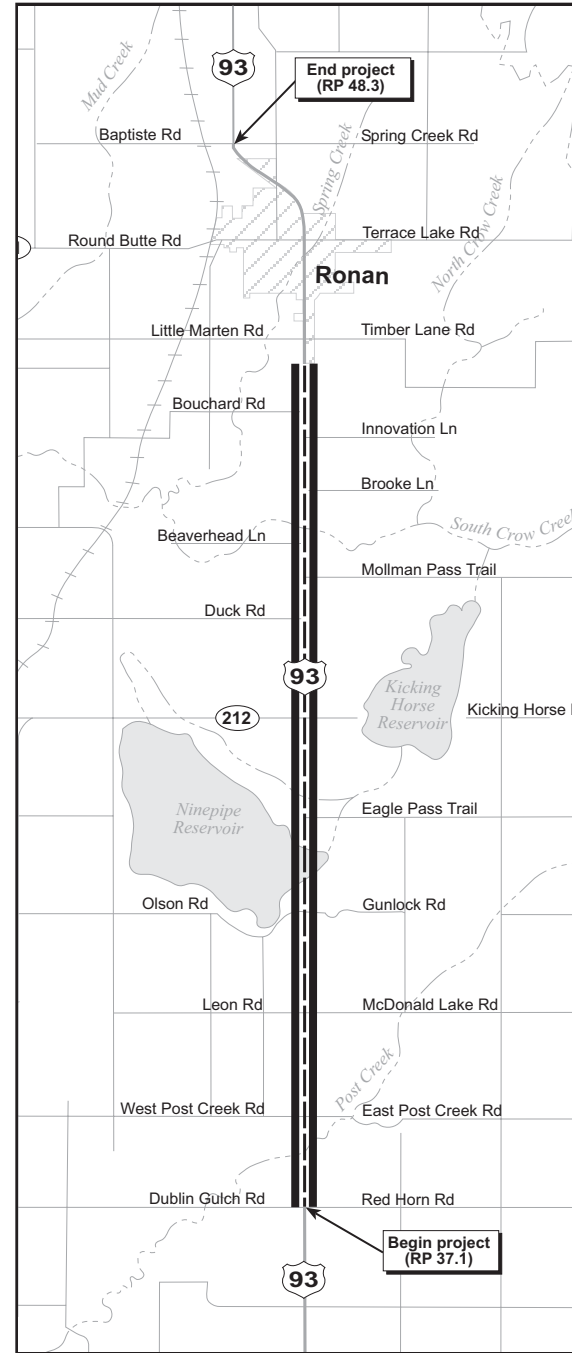 93
End project
(RP 48.3)
Mud Creek
Baptiste Rd
Spring Creek Rd
Spring Creek
North Crow Creek
Round Butte Rd
Terrace Lake Rd
Ronan
Little Marten Rd
Timber Lane Rd
Bouchard Rd
Innovation Ln
Brooke Ln
South Crow Creek
Beaverhead Ln
Mollman Pass Trail
Duck Rd
93
Kicking
Horse
Reservoir
212
Kicking Horse
Ninepipe
Reservoir
Eagle Pass Trail
Olson Rd
Gunlock Rd
Leon Rd
McDonald Lake Rd
Post Creek
West Post Creek Rd
East Post Creek Rd
Dublin Gulch Rd
Red Horn Rd
Begin project
(RP 37.1)
93